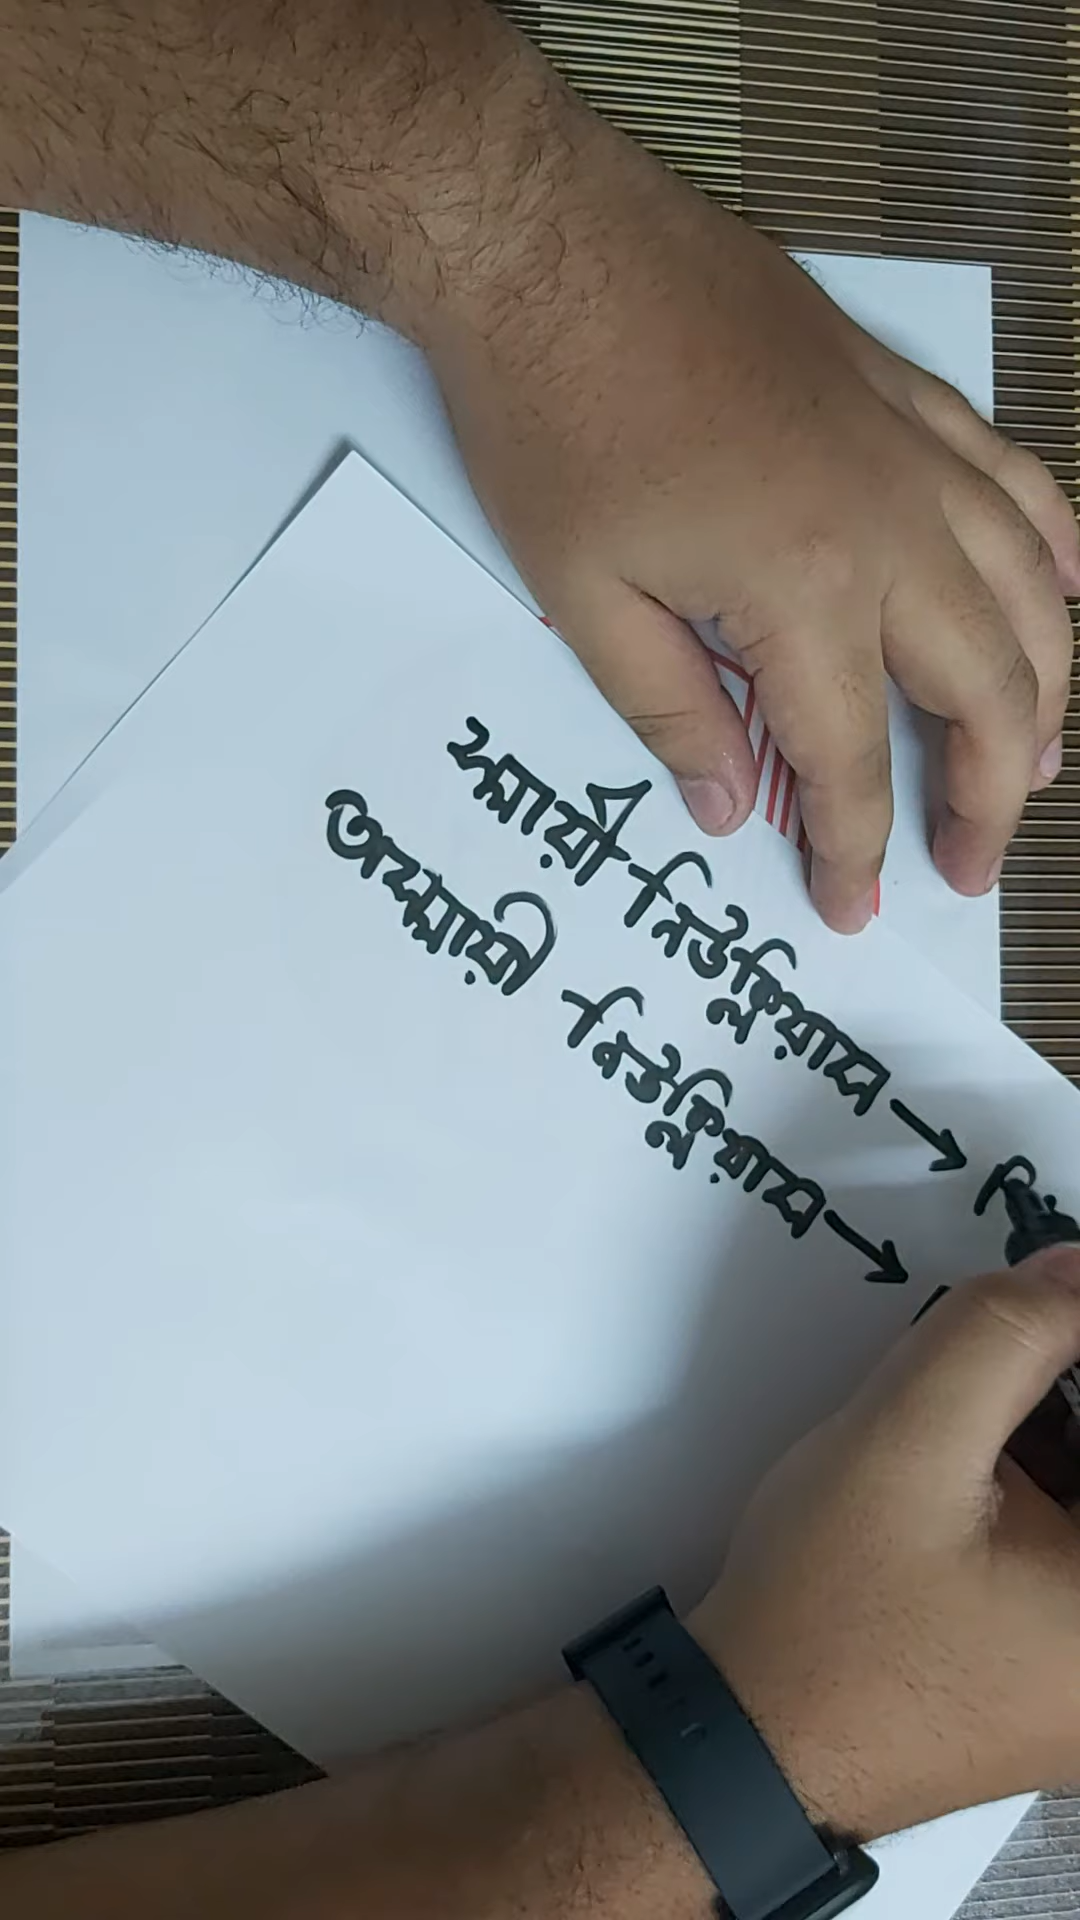 স্থায়ী নিউক্লিয়াস →
অস্থায়ী নিউক্লিয়াস →